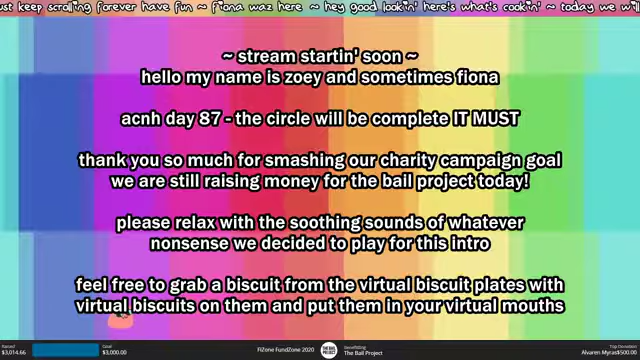 ust keep scrolling forever have fun ~ fiona waz here ~ hey good lookin' here's what's cookin' ~ today we will
~ stream startin' soon ~
hello my name is zoey and sometimes fiona
acnh day 87 - the circle will be complete IT MUST
thank you so much for smashing our charity campaign goal
we are still raising money for the bail project today!
please relax with the soothing sounds of whatever
nonsense we decided to play for this intro
feel free to grab a biscuit from the virtual biscuit plates with
virtual biscuits on them and put them in your virtual mouths
Raised
$3,014.66
Goal
$3,000.00
FiZone FundZone 2020
THE BAIL PROJECT
Benefitting
The Bail Project
Top Donation
Alvaren Myras$500.00